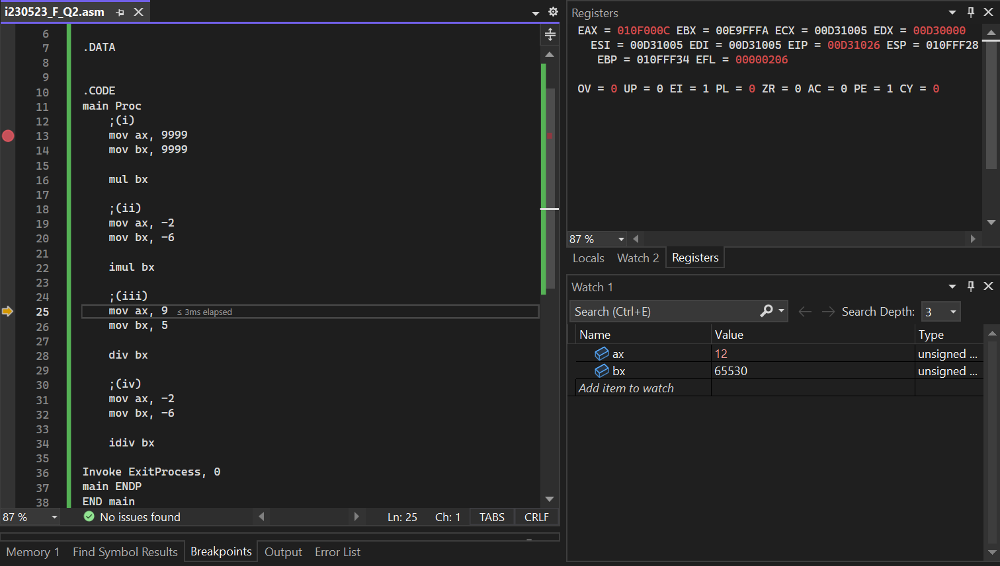 i230523_F_Q2.asm
6
7 .DATA
8
9
10 .CODE
11 main Proc
12 ;(i)
13 mov ax, 9999
14 mov bx, 9999
15
16 mul bx
17
18 ;(ii)
19 mov ax, -2
20 mov bx, -6
21
22 imul bx
23
24 ;(iii)
25 mov ax, 9 ≤ 3ms elapsed
26 mov bx, 5
27
28 div bx
29
30 ;(iv)
31 mov ax, -2
32 mov bx, -6
33
34 idiv bx
35
36 Invoke ExitProcess, 0
37 main ENDP
38 END main
87 % No issues found Ln: 25 Ch: 1 TABS CRLF
Memory 1 Find Symbol Results Breakpoints Output Error List
Registers
EAX = 010F000C EBX = 00E9FFFA ECX = 00D31005 EDX = 00D30000
ESI = 00D31005 EDI = 00D31005 EIP = 00D31026 ESP = 010FFF28
EBP = 010FFF34 EFL = 00000206
OV = 0 UP = 0 EI = 1 PL = 0 ZR = 0 AC = 0 PE = 1 CY = 0
87 %
Locals Watch 2 Registers
Watch 1
Search (Ctrl+E) Search Depth: 3
Name Value Type
ax 12 unsigned ...
bx 65530 unsigned ...
Add item to watch